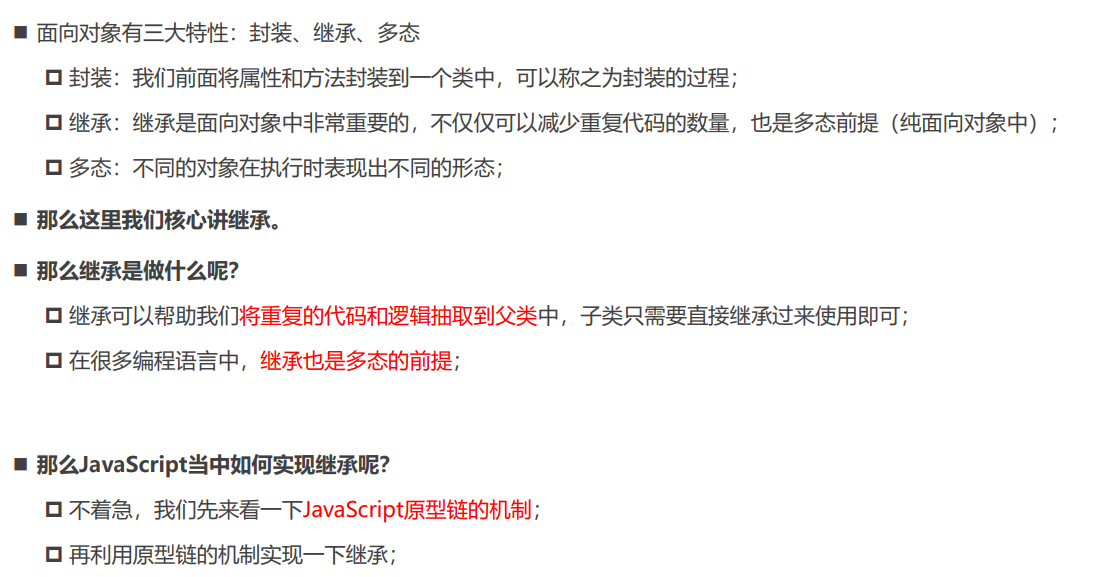 面向对象有三大特性：封装、继承、多态
封装：我们前面将属性和方法封装到一个类中，可以称之为封装的过程；
继承：继承是面向对象中非常重要的，不仅仅可以减少重复代码的数量，也是多态前提（纯面向对象中）；
多态：不同的对象在执行时表现出不同的形态；
那么这里我们核心讲继承。
那么继承是做什么呢？
继承可以帮助我们将重复的代码和逻辑抽取到父类中，子类只需要直接继承过来使用即可；
在很多编程语言中，继承也是多态的前提；
那么JavaScript当中如何实现继承呢？
不着急，我们先来看一下JavaScript原型链的机制；
再利用原型链的机制实现一下继承；